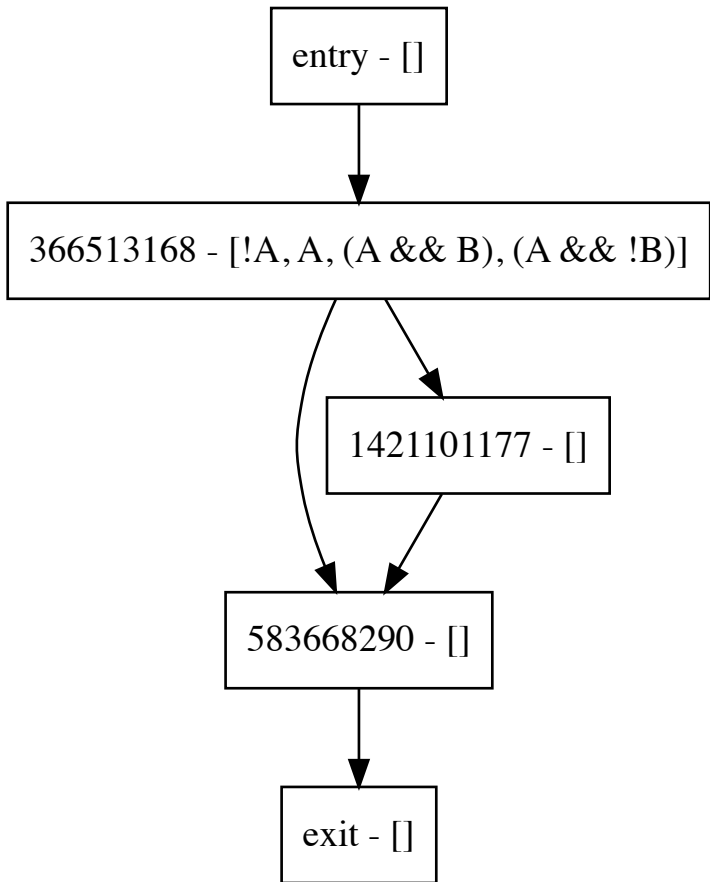 entry - []
366513168 - [!A, A, (A && B), (A && !B)]
1421101177 - []
583668290 - []
exit - []